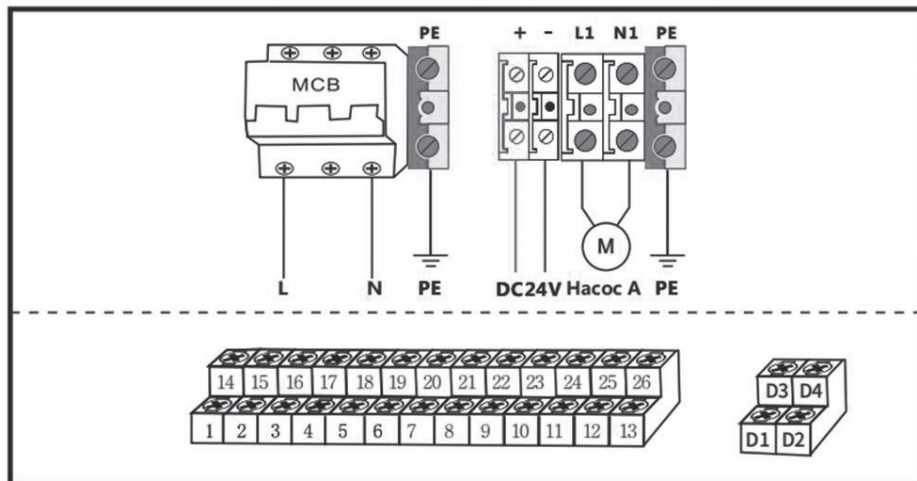 PE + - L1 N1 PE
MCB
M
L N PE DC24V Насос А PE
14 15 16 17 18 19 20 21 22 23 24 25 26
1 2 3 4 5 6 7 8 9 10 11 12 13
D3 D4
D1 D2